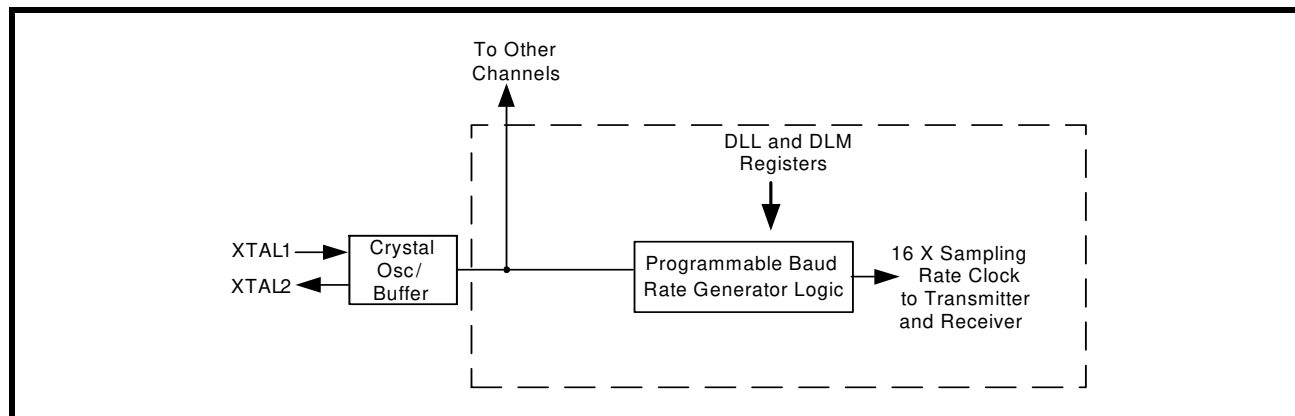 To Other
Channels
DLL and DLM
Registers
XTAL1
XTAL2
Crystal
Osc/
Buffer
Programmable Baud
Rate Generator Logic
16 X Sampling
Rate Clock
to Transmitter
and Receiver